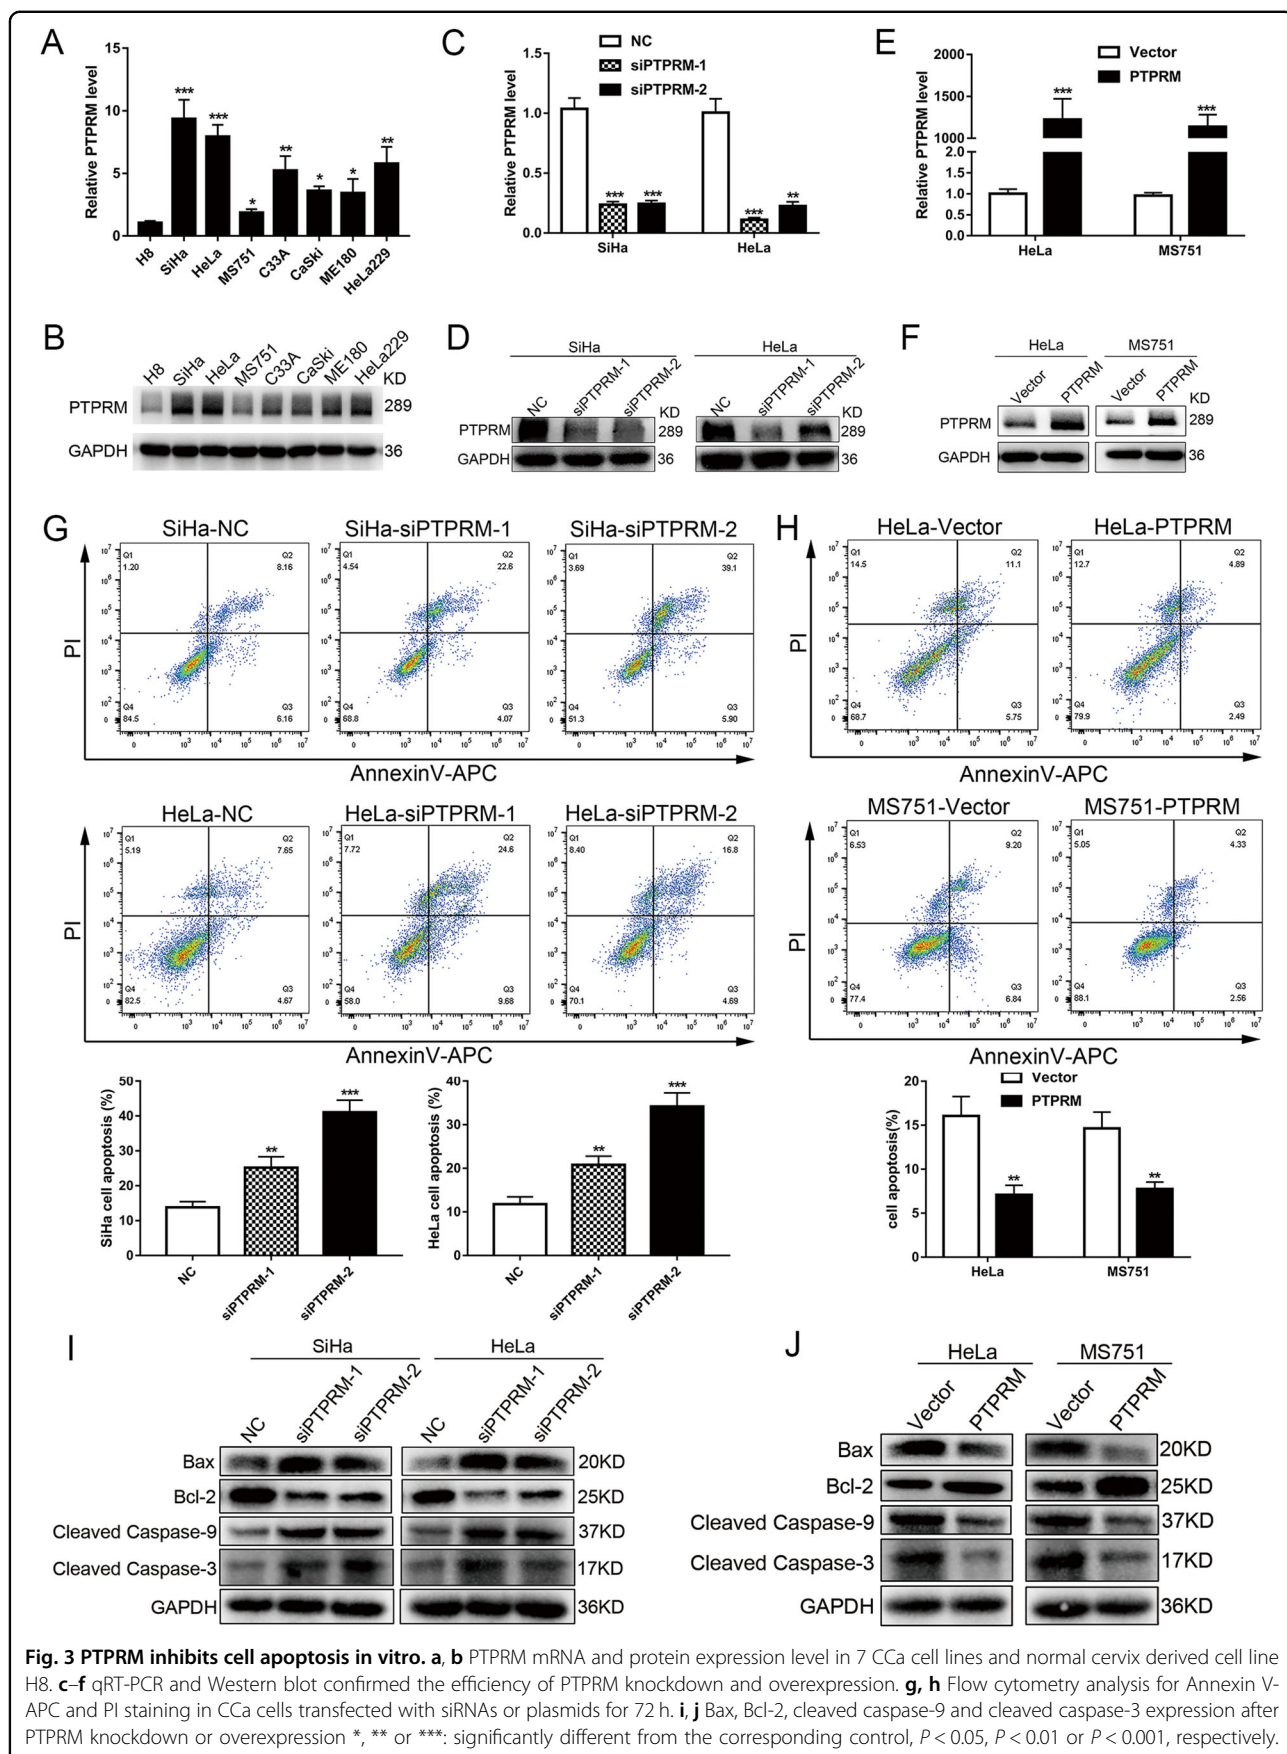 A
Relative PTPRM level
15
10
5
0
***
***
*
**
*
*
**
H8
SiHa
HeLa
MS751
C33A
CaSki
ME180
HeLa229
C
NC
siPTPRM-1
siPTPRM-2
Relative PTPRM level
1.5
1.0
0.5
0.0
*** ***
*** **
SiHa HeLa
E
Vector
PTPRM
Relative PTPRM level
2000
1500
1000
2.0
1.5
1.0
0.5
0.0
***
***
HeLa MS751
B
H8 SiHa HeLa MS751 C33A CaSki ME180 HeLa229 KD
PTPRM 289
GAPDH 36
D
SiHa HeLa
NC siPTPRM-1 siPTPRM-2 KD NC siPTPRM-1 siPTPRM-2 KD
PTPRM 289 289
GAPDH 36 36
F
HeLa MS751
Vector PTPRM Vector PTPRM KD
PTPRM 289
GAPDH 36
G
SiHa-NC SiHa-siPTPRM-1 SiHa-siPTPRM-2
PI
Q1 1.20 Q2 8.16 Q4 84.5 Q3 6.16
Q1 4.54 Q2 22.6 Q4 68.8 Q3 4.07
Q1 3.69 Q2 39.1 Q4 51.3 Q3 5.90
AnnexinV-APC
HeLa-NC HeLa-siPTPRM-1 HeLa-siPTPRM-2
PI
Q1 5.19 Q2 7.65 Q4 82.5 Q3 4.67
Q1 7.72 Q2 24.6 Q4 58.0 Q3 9.68
Q1 8.40 Q2 16.8 Q4 70.1 Q3 4.69
AnnexinV-APC
SiHa cell apoptosis (%)
50
40
30
20
10
0
**
***
NC siPTPRM-1 siPTPRM-2
HeLa cell apoptosis (%)
40
30
20
10
0
**
***
NC siPTPRM-1 siPTPRM-2
H
HeLa-Vector HeLa-PTPRM
PI
Q1 14.5 Q2 11.1 Q4 68.7 Q3 5.75
Q1 12.7 Q2 4.89 Q4 79.9 Q3 2.49
AnnexinV-APC
MS751-Vector MS751-PTPRM
PI
Q1 6.53 Q2 9.20 Q4 77.4 Q3 6.84
Q1 5.05 Q2 4.33 Q4 88.1 Q3 2.56
AnnexinV-APC
Vector
PTPRM
cell apoptosis(%)
20
15
10
5
0
**
**
HeLa MS751
I
SiHa HeLa
NC siPTPRM-1 siPTPRM-2 NC siPTPRM-1 siPTPRM-2
Bax 20KD
Bcl-2 25KD
Cleaved Caspase-9 37KD
Cleaved Caspase-3 17KD
GAPDH 36KD
J
HeLa MS751
Vector PTPRM Vector PTPRM
Bax 20KD
Bcl-2 25KD
Cleaved Caspase-9 37KD
Cleaved Caspase-3 17KD
GAPDH 36KD
Fig. 3 PTPRM inhibits cell apoptosis in vitro. a, b PTPRM mRNA and protein expression level in 7 CCa cell lines and normal cervix derived cell line
H8. c–f qRT-PCR and Western blot confirmed the efficiency of PTPRM knockdown and overexpression. g, h Flow cytometry analysis for Annexin V-
APC and PI staining in CCa cells transfected with siRNAs or plasmids for 72 h. i, j Bax, Bcl-2, cleaved caspase-9 and cleaved caspase-3 expression after
PTPRM knockdown or overexpression *, ** or ***: significantly different from the corresponding control, P < 0.05, P < 0.01 or P < 0.001, respectively.